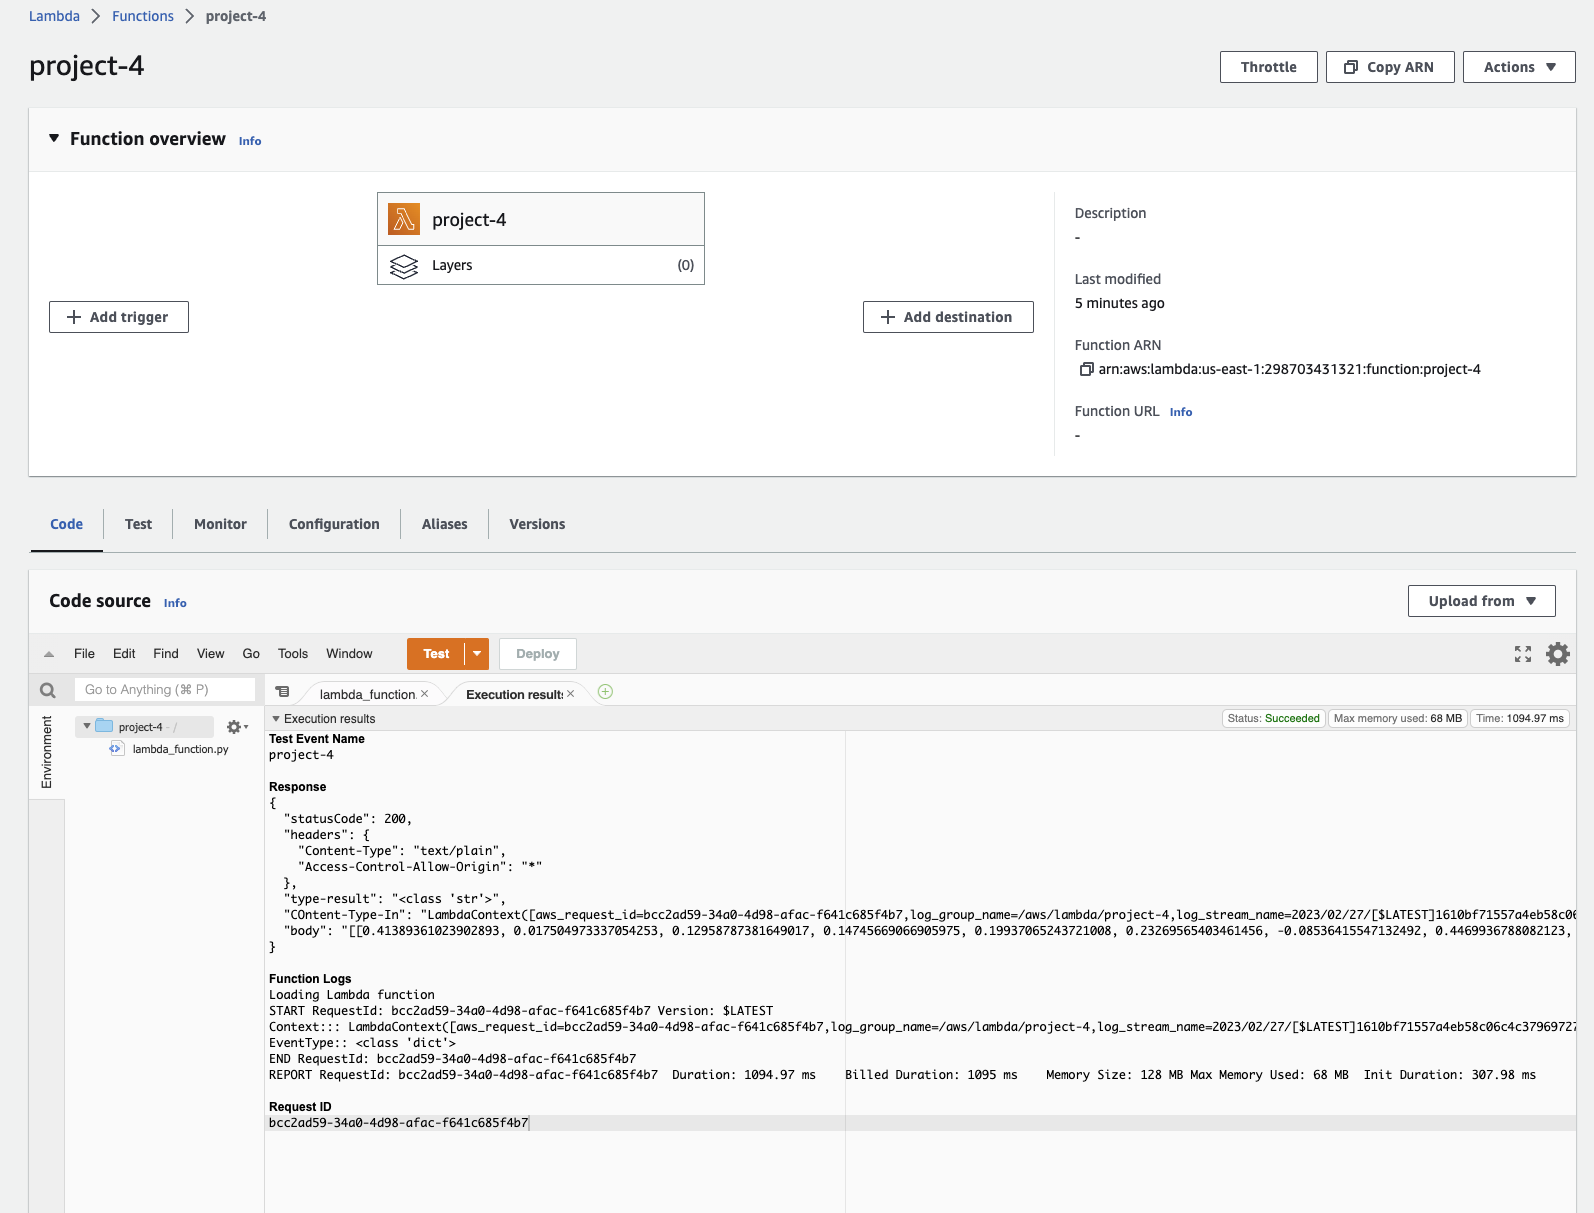 Lambda > Functions > project-4
project-4
Throttle
Copy ARN
Actions ▼
▼ Function overview Info
project-4
Layers (0)
+ Add trigger
+ Add destination
Description
-
Last modified
5 minutes ago
Function ARN
arn:aws:lambda:us-east-1:298703431321:function:project-4
Function URL Info
-
Code
Test
Monitor
Configuration
Aliases
Versions
Code source Info
Upload from ▼
File Edit Find View Go Tools Window
Test
Deploy
Go to Anything (⌘ P)
lambda_function. ×
Execution results ×
Environment
project-4 - /
lambda_function.py
▼ Execution results
Status: Succeeded
Max memory used: 68 MB
Time: 1094.97 ms
Test Event Name
project-4
Response
{
"statusCode": 200,
"headers": {
"Content-Type": "text/plain",
"Access-Control-Allow-Origin": "*"
},
"type-result": "<class 'str'>",
"COntent-Type-In": "LambdaContext([aws_request_id=bcc2ad59-34a0-4d98-afac-f641c685f4b7,log_group_name=/aws/lambda/project-4,log_stream_name=2023/02/27/[$LATEST]1610bf71557a4eb58c06
"body": "[[0.41389361023902893, 0.017504973337054253, 0.12958787381649017, 0.14745669066905975, 0.19937065243721008, 0.23269565403461456, -0.08536415547132492, 0.4469936788082123,
}
Function Logs
Loading Lambda function
START RequestId: bcc2ad59-34a0-4d98-afac-f641c685f4b7 Version: $LATEST
Context::: LambdaContext([aws_request_id=bcc2ad59-34a0-4d98-afac-f641c685f4b7,log_group_name=/aws/lambda/project-4,log_stream_name=2023/02/27/[$LATEST]1610bf71557a4eb58c06c4c37969727
EventType:: <class 'dict'>
END RequestId: bcc2ad59-34a0-4d98-afac-f641c685f4b7
REPORT RequestId: bcc2ad59-34a0-4d98-afac-f641c685f4b7 Duration: 1094.97 ms Billed Duration: 1095 ms Memory Size: 128 MB Max Memory Used: 68 MB Init Duration: 307.98 ms
Request ID
bcc2ad59-34a0-4d98-afac-f641c685f4b7